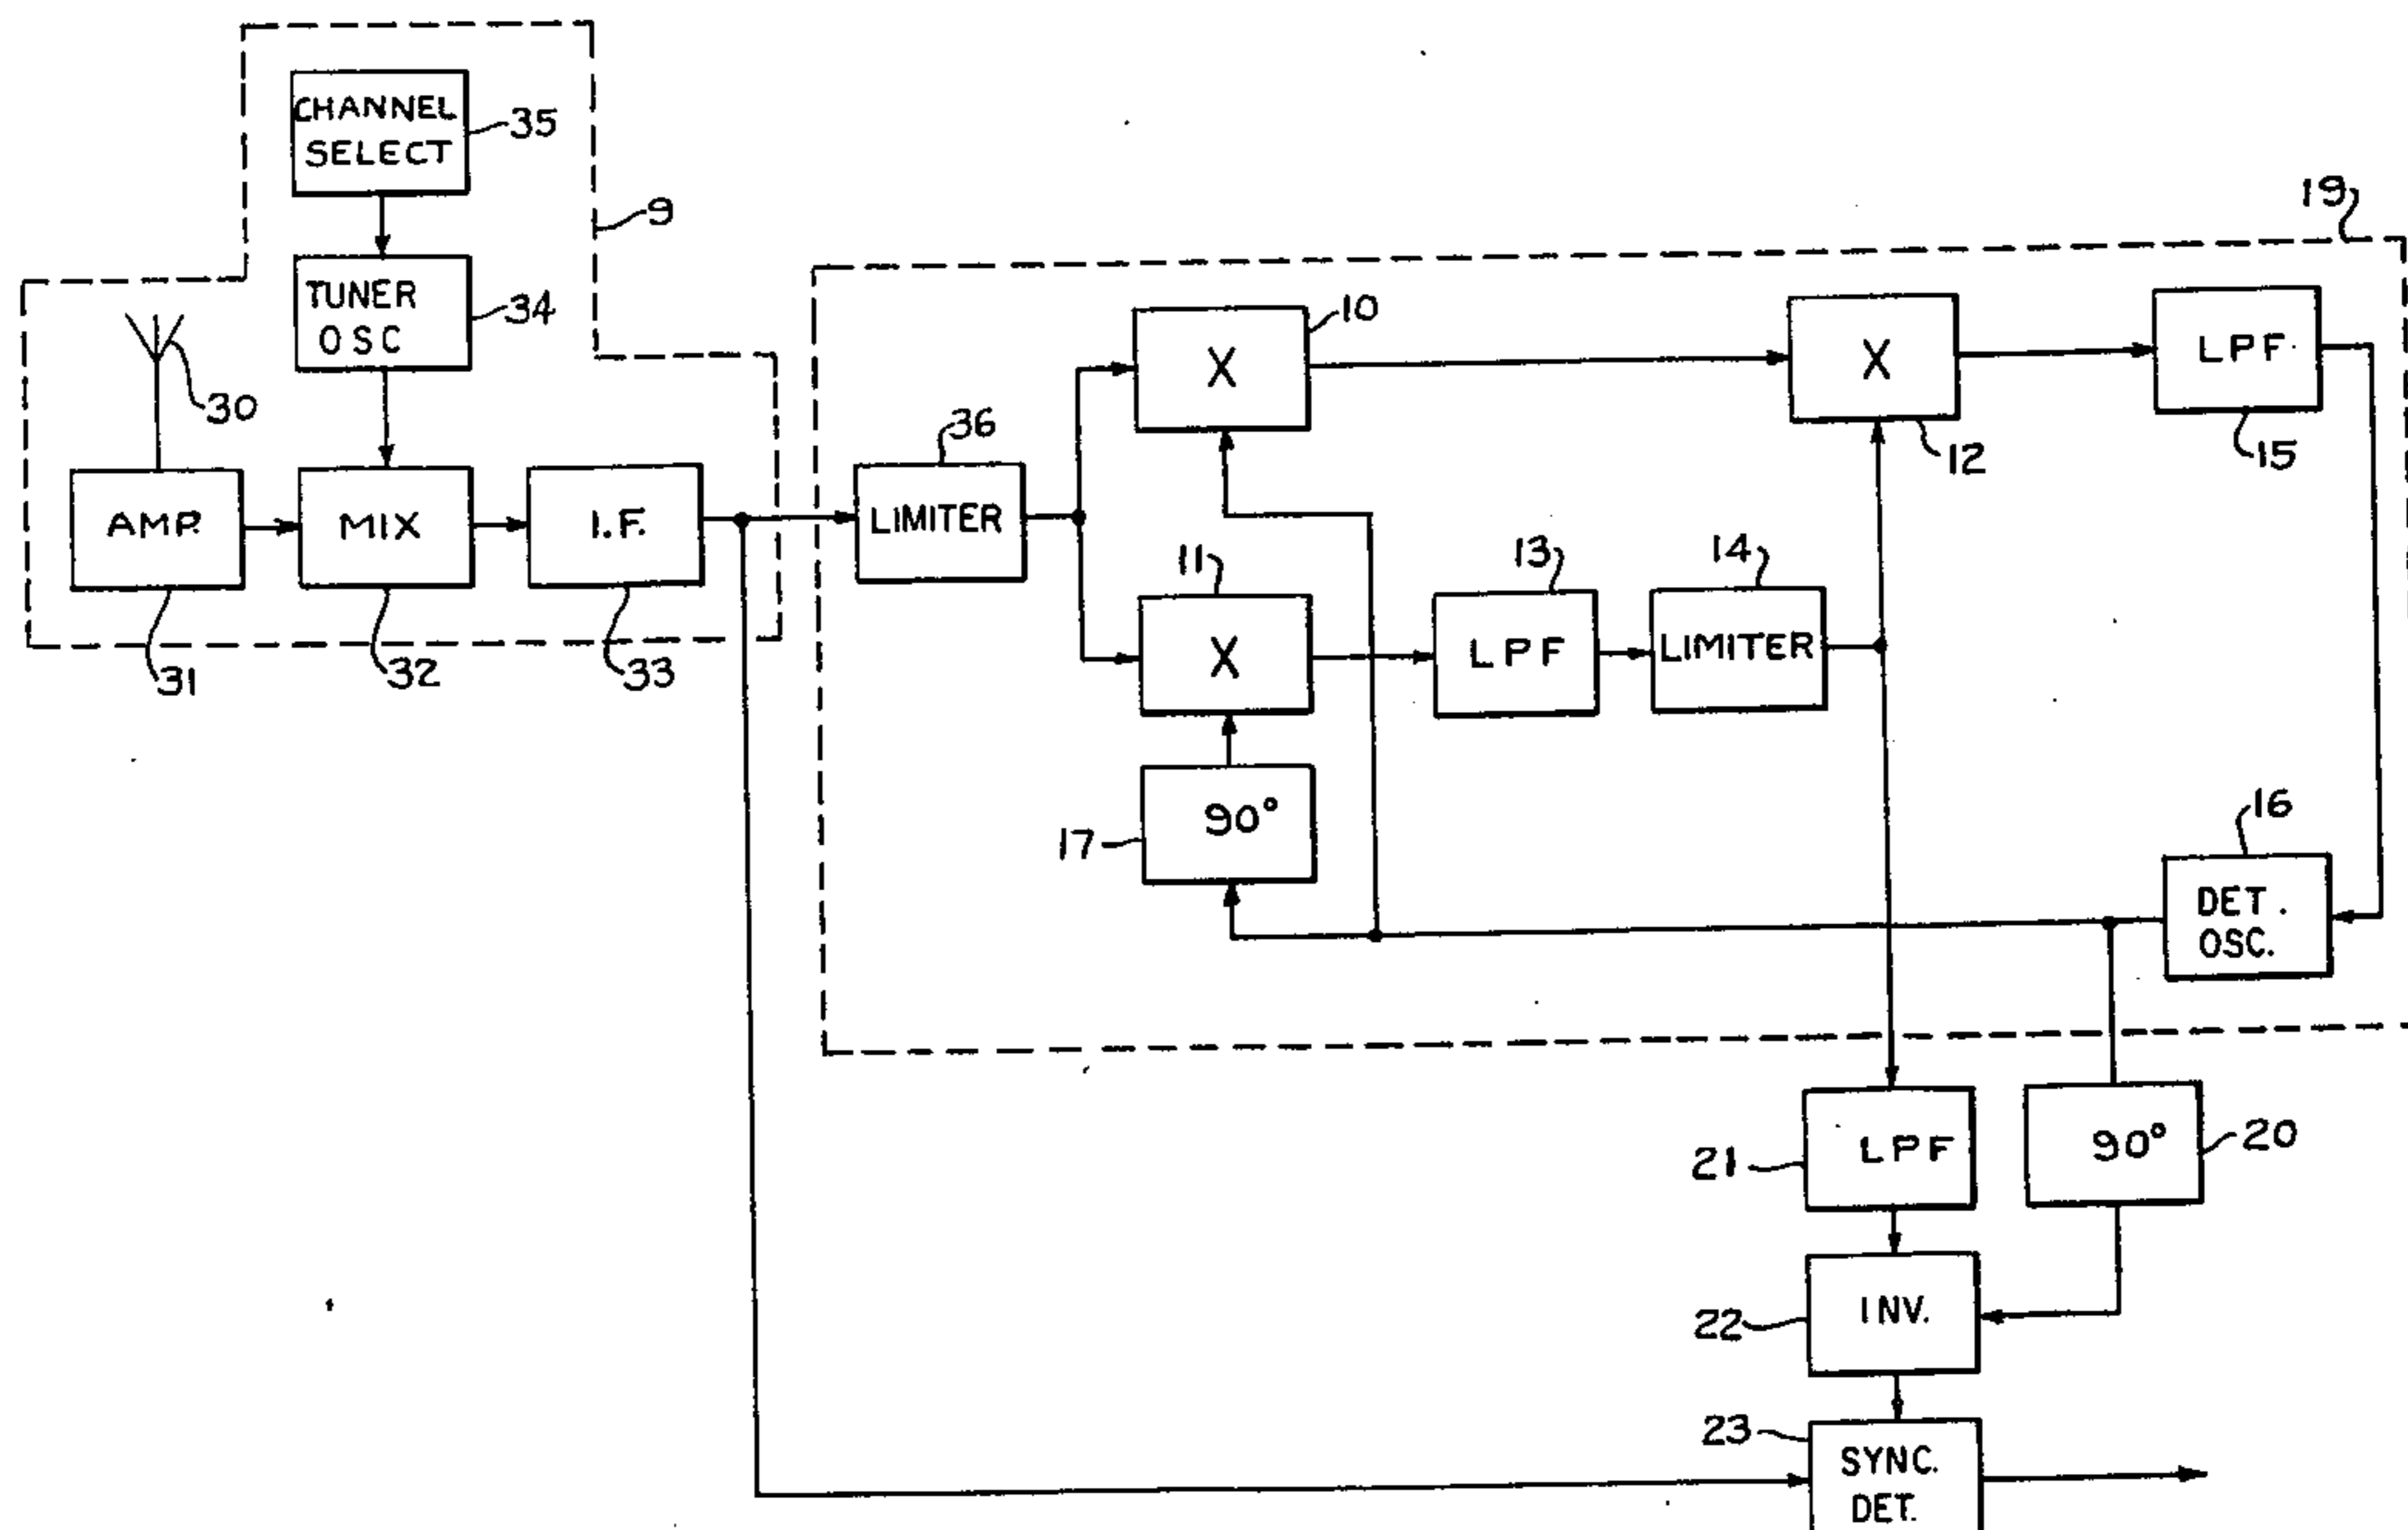 CHANNEL
SELECT
35
9
19
TUNER
OSC
34
30
10
X
X
12
LPF.
15
36
AMP.
31
MIX
32
I.F.
33
LIMITER
11
X
13
LPF
14
LIMITER
17
90°
16
DET.
OSC.
21
LPF
90°
20
22
INV.
23
SYNC.
DET.